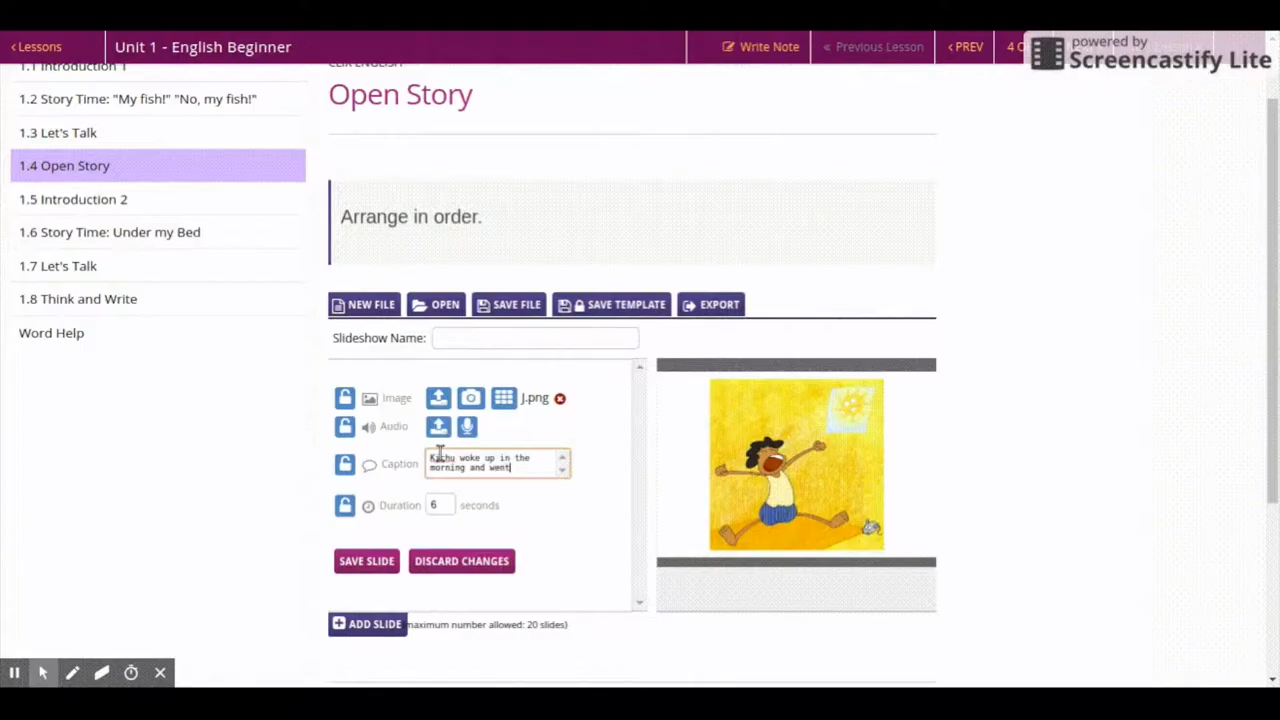 Lessons
Unit 1 - English Beginner
Write Note
Previous Lesson
PREV
powered by
Screencastify Lite
1.1 Introduction 1
1.2 Story Time: "My fish!" "No, my fish!"
1.3 Let's Talk
1.4 Open Story
1.5 Introduction 2
1.6 Story Time: Under my Bed
1.7 Let's Talk
1.8 Think and Write
Word Help
CLIX ENGLISH
Open Story
Arrange in order.
NEW FILE
OPEN
SAVE FILE
SAVE TEMPLATE
EXPORT
Slideshow Name:
Image
J.png
Audio
Caption
woke up in the
morning and went
Duration
6
seconds
SAVE SLIDE
DISCARD CHANGES
ADD SLIDE
maximum number allowed: 20 slides)